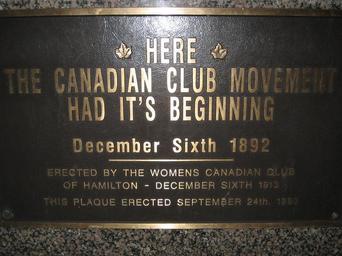 HERE
THE CANADIAN CLUB MOVEMENT
HAD IT'S BEGINNING
December Sixth 1892
ERECTED BY THE WOMENS CANADIAN CLUB
OF HAMILTON - DECEMBER SIXTH 1913
THIS PLAQUE ERECTED SEPTEMBER 24th.